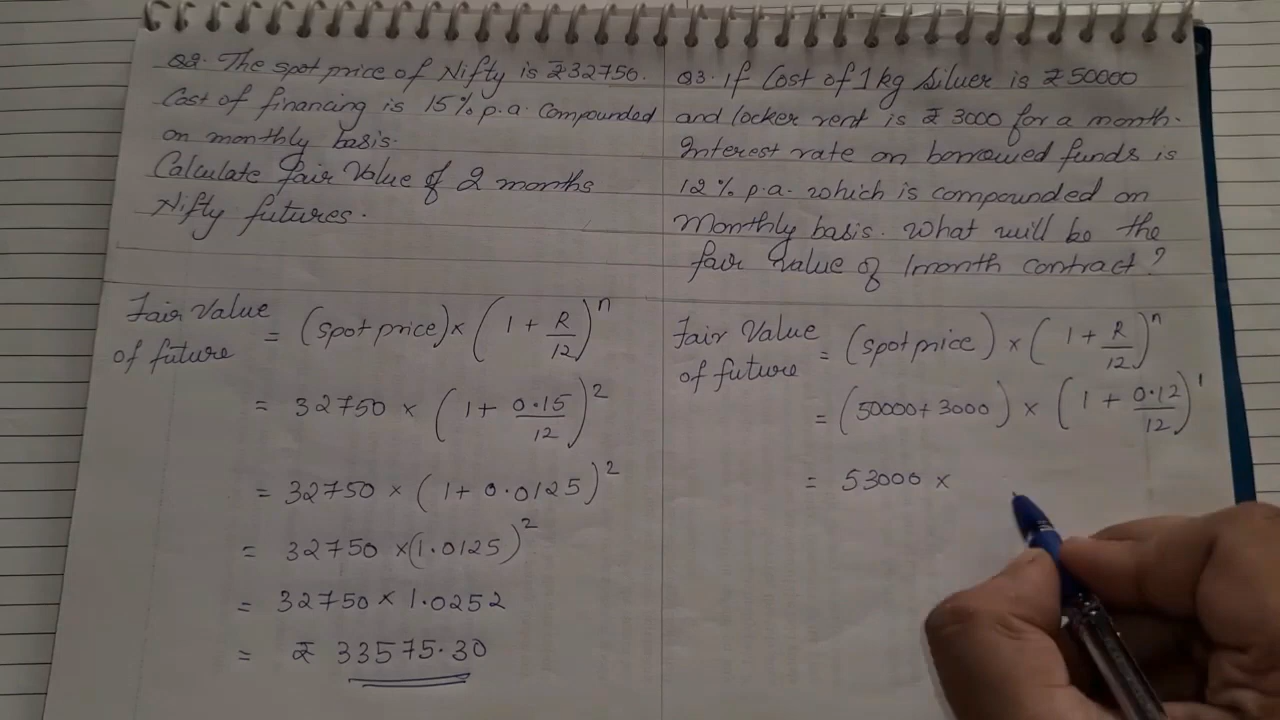 Q2. The spot price of Nifty is ₹32750.
Cost of financing is 15% p.a. compounded
on monthly basis.
Calculate Fair Value of 2 months
Nifty futures.
Fair Value
of future
= (spot price) × (1 + R/12)^n
= 32750 × (1 + 0.15/12)^2
= 32750 × (1 + 0.0125)^2
= 32750 × (1.0125)^2
= 32750 × 1.0252
= ₹ 33575.30
Q3. If Cost of 1 kg Silver is ₹50000
and locker rent is ₹ 3000 for a month.
Interest rate on borrowed funds is
12% p.a. which is compounded on
Monthly basis. What will be the
fair value of 1 month contract?
Fair Value
of future
= (spot price) × (1 + R/12)^n
= (50000 + 3000) × (1 + 0.12/12)^1
= 53000 ×